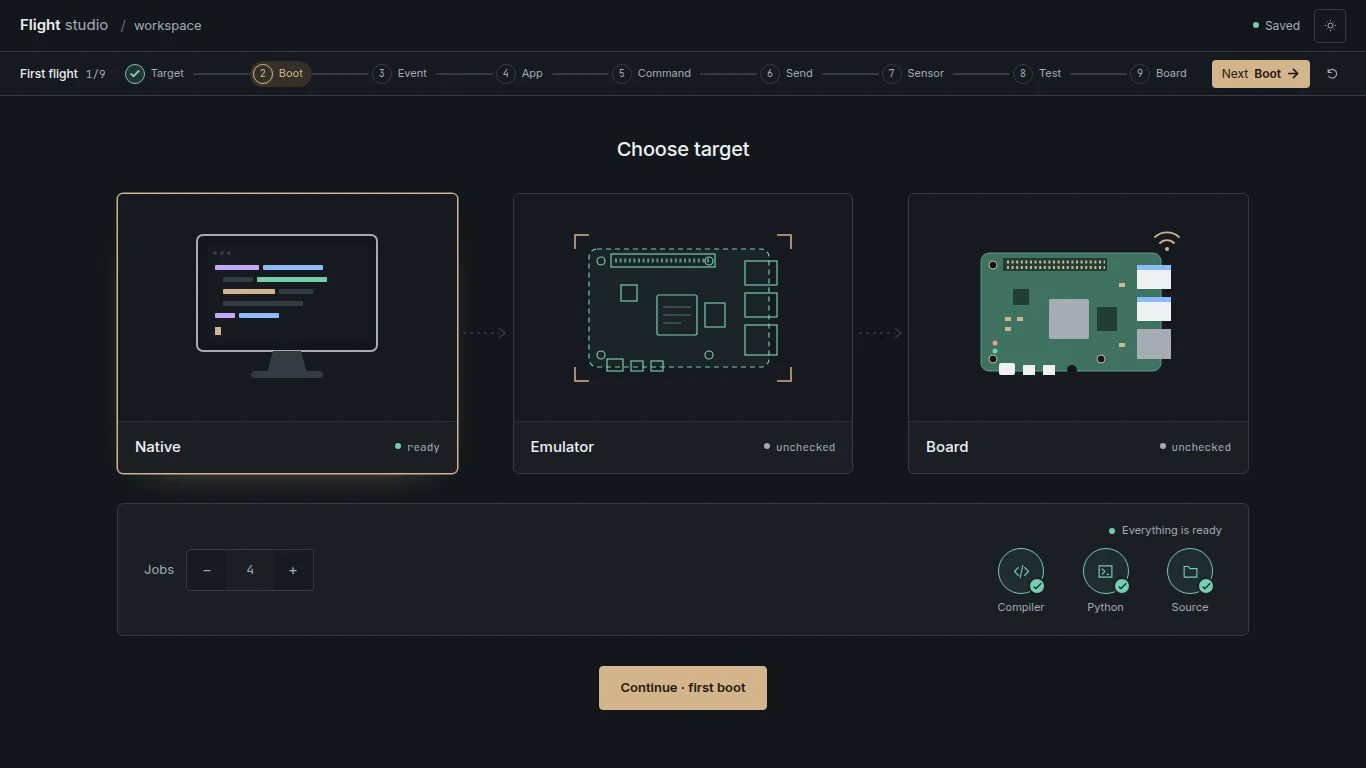 Flight studio / workspace
Saved
First flight 1/9
Target
2 Boot
3 Event
4 App
5 Command
6 Send
7 Sensor
8 Test
9 Board
Next Boot →
Choose target
Native
ready
Emulator
unchecked
Board
unchecked
Everything is ready
Jobs
− 4 +
Compiler
Python
Source
Continue · first boot